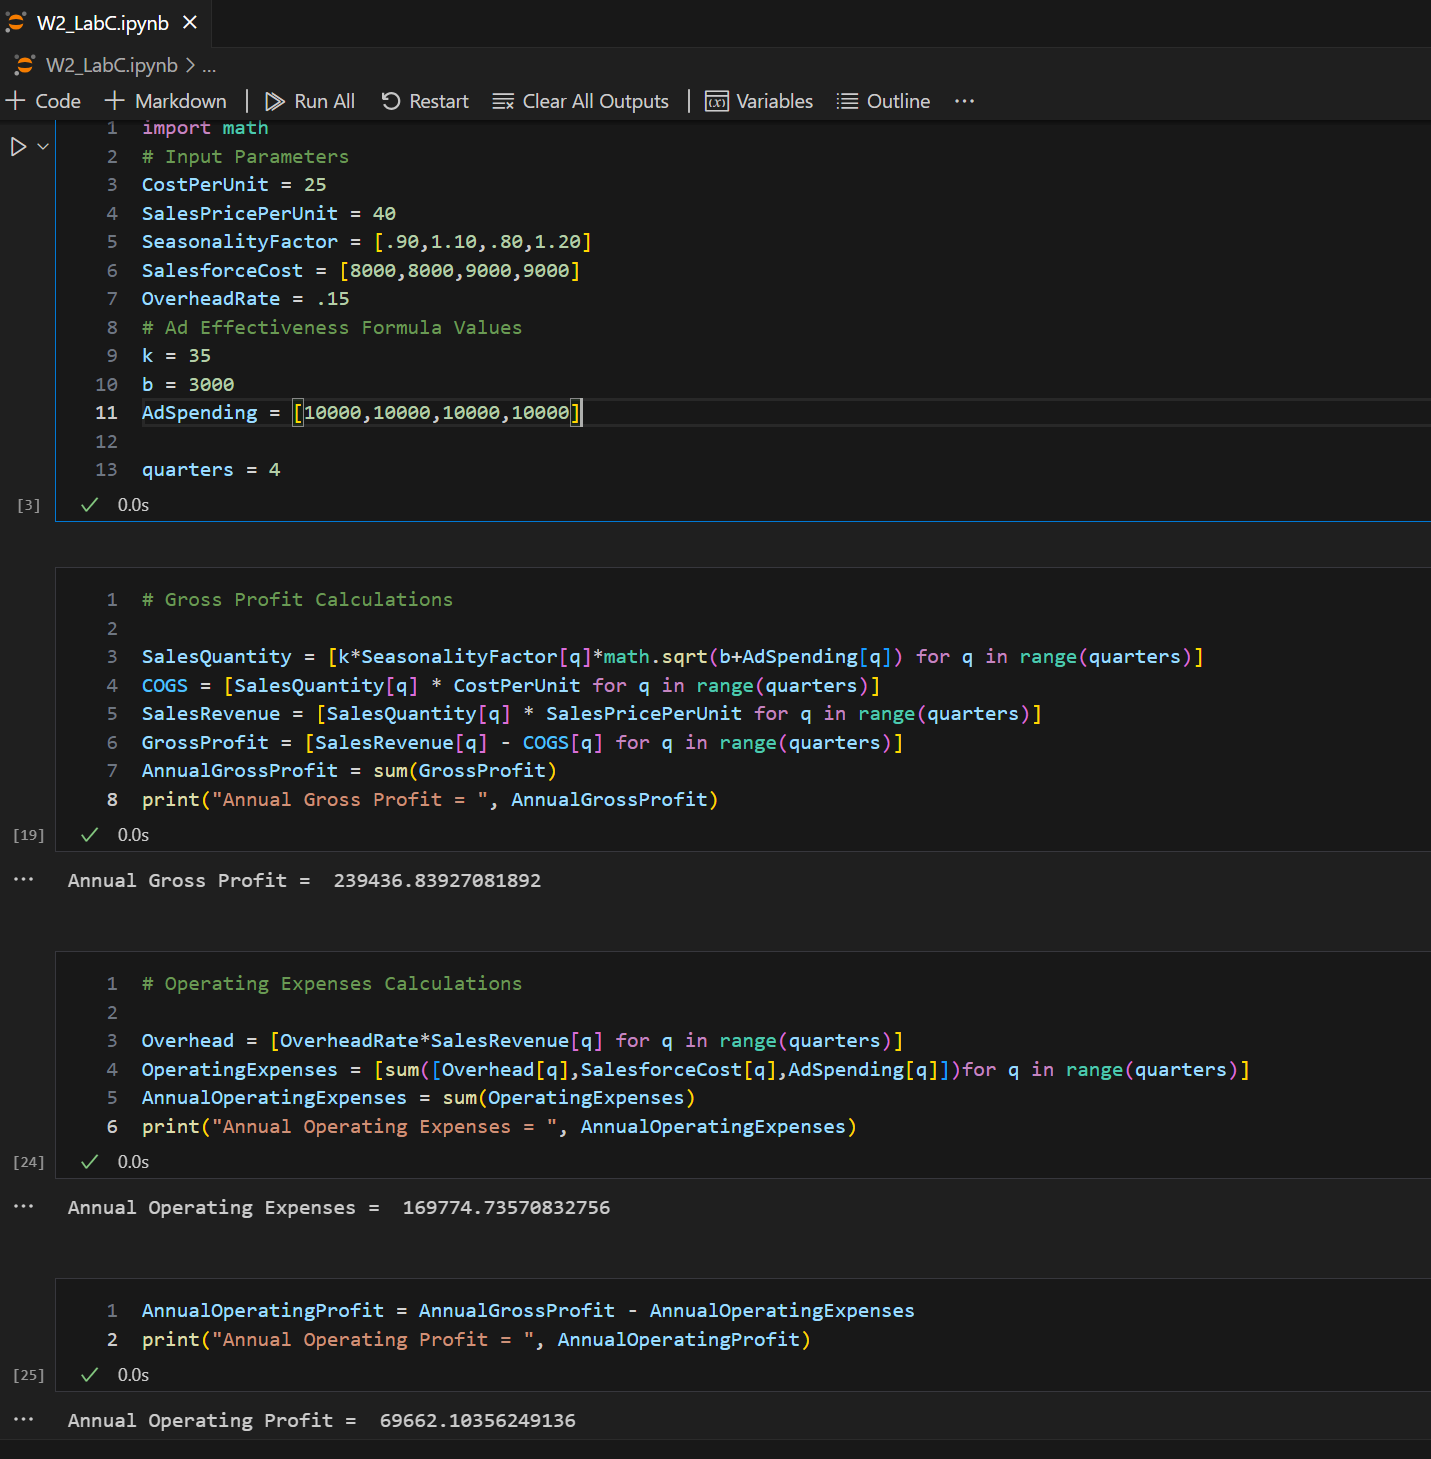 W2_LabC.ipynb
W2_LabC.ipynb > ...
+ Code + Markdown | Run All Restart Clear All Outputs | Variables Outline ...
1 import math
2 # Input Parameters
3 CostPerUnit = 25
4 SalesPricePerUnit = 40
5 SeasonalityFactor = [.90,1.10,.80,1.20]
6 SalesforceCost = [8000,8000,9000,9000]
7 OverheadRate = .15
8 # Ad Effectiveness Formula Values
9 k = 35
10 b = 3000
11 AdSpending = [10000,10000,10000,10000]
12
13 quarters = 4
[3] 0.0s
1 # Gross Profit Calculations
2
3 SalesQuantity = [k*SeasonalityFactor[q]*math.sqrt(b+AdSpending[q]) for q in range(quarters)]
4 COGS = [SalesQuantity[q] * CostPerUnit for q in range(quarters)]
5 SalesRevenue = [SalesQuantity[q] * SalesPricePerUnit for q in range(quarters)]
6 GrossProfit = [SalesRevenue[q] - COGS[q] for q in range(quarters)]
7 AnnualGrossProfit = sum(GrossProfit)
8 print("Annual Gross Profit = ", AnnualGrossProfit)
[19] 0.0s
... Annual Gross Profit =  239436.83927081892
1 # Operating Expenses Calculations
2
3 Overhead = [OverheadRate*SalesRevenue[q] for q in range(quarters)]
4 OperatingExpenses = [sum([Overhead[q],SalesforceCost[q],AdSpending[q]])for q in range(quarters)]
5 AnnualOperatingExpenses = sum(OperatingExpenses)
6 print("Annual Operating Expenses = ", AnnualOperatingExpenses)
[24] 0.0s
... Annual Operating Expenses =  169774.73570832756
1 AnnualOperatingProfit = AnnualGrossProfit - AnnualOperatingExpenses
2 print("Annual Operating Profit = ", AnnualOperatingProfit)
[25] 0.0s
... Annual Operating Profit =  69662.10356249136